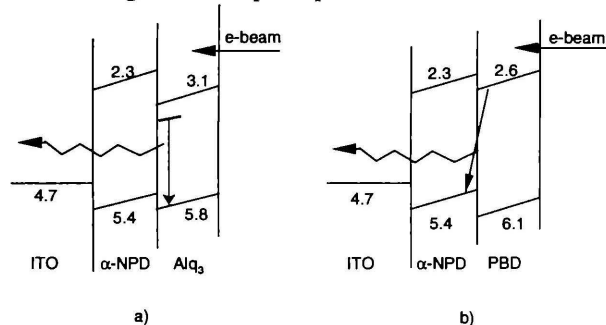 e-beam
2.3
3.1
4.7
5.4
5.8
ITO
α-NPD
Alq₃
a)
e-beam
2.3
2.6
4.7
5.4
6.1
ITO
α-NPD
PBD
b)